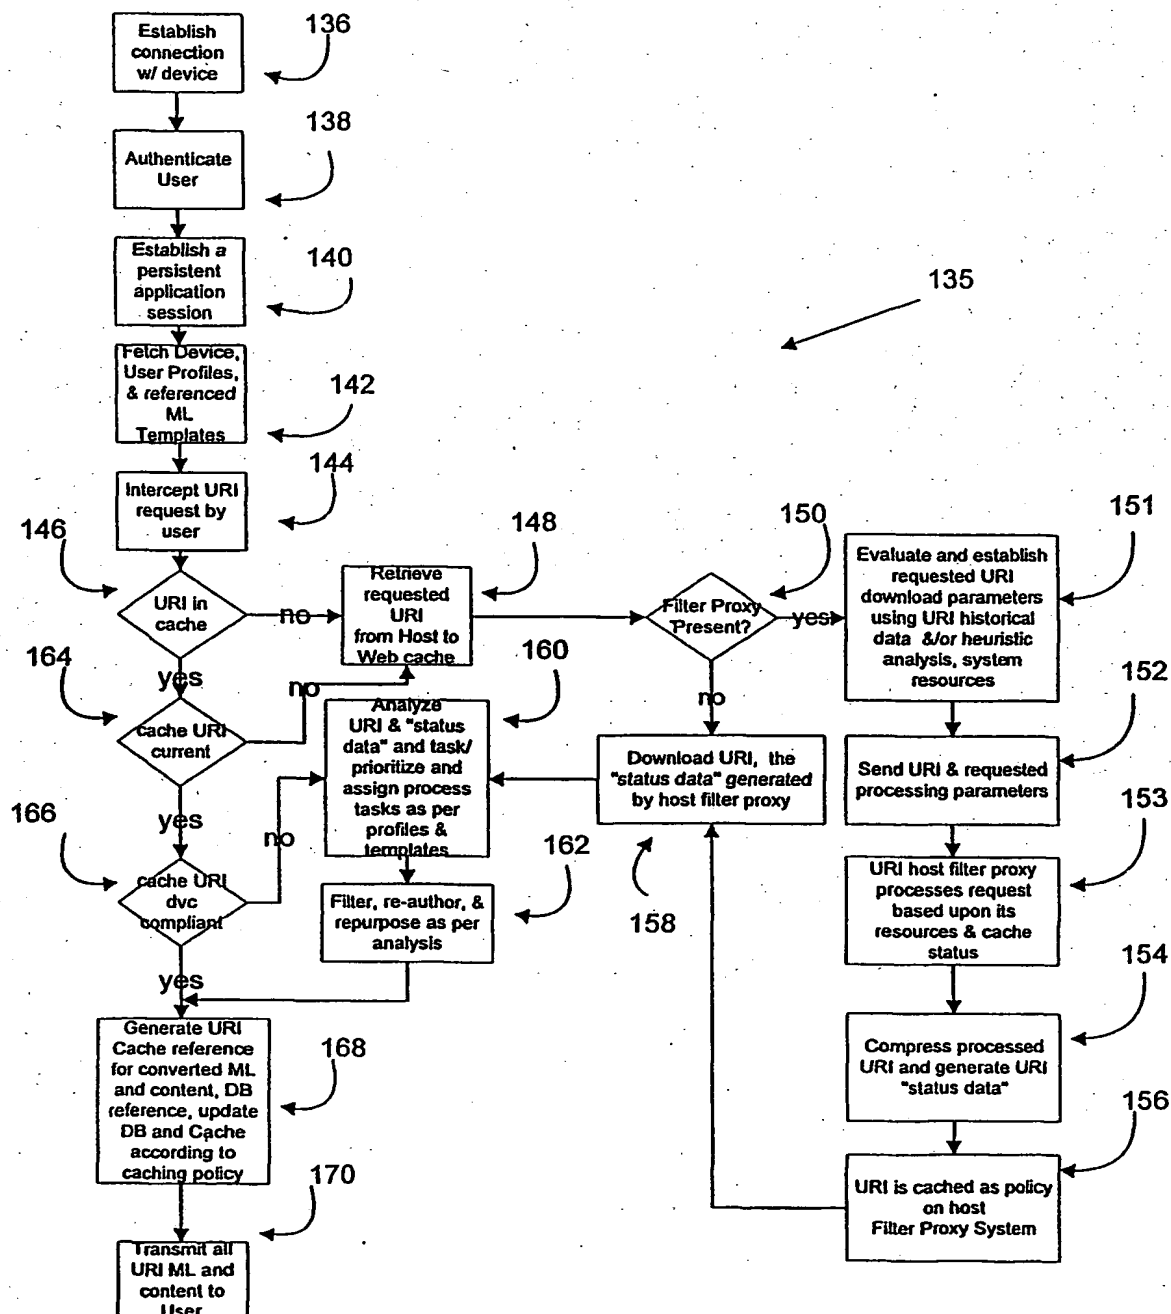 Establish
connection
w/ device
136
Authenticate
User
138
Establish a
persistent
application
session
140
135
Fetch Device,
User Profiles,
& referenced
ML
Templates
142
Intercept URI
request by
user
144
146
URI in
cache
no
yes
148
Retrieve
requested
URI
from Host to
Web cache
150
Filter Proxy
Present?
yes
no
151
Evaluate and establish
requested URI
download parameters
using URI historical
data &/or heuristic
analysis, system
resources
152
Send URI & requested
processing parameters
153
URI host filter proxy
processes request
based upon its
resources & cache
status
154
Compress processed
URI and generate URI
"status data"
156
URI is cached as policy
on host
Filter Proxy System
Download URI, the
"status data" generated
by host filter proxy
158
164
cache URI
current
no
yes
160
Analyze
URI & "status
data" and task/
prioritize and
assign process
tasks as per
profiles &
templates
162
Filter, re-author, &
repurpose as per
analysis
166
cache URI
dvc
compliant
no
yes
Generate URI
Cache reference
for converted ML
and content, DB
reference, update
DB and Cache
according to
caching policy
168
170
Transmit all
URI ML and
content to
User